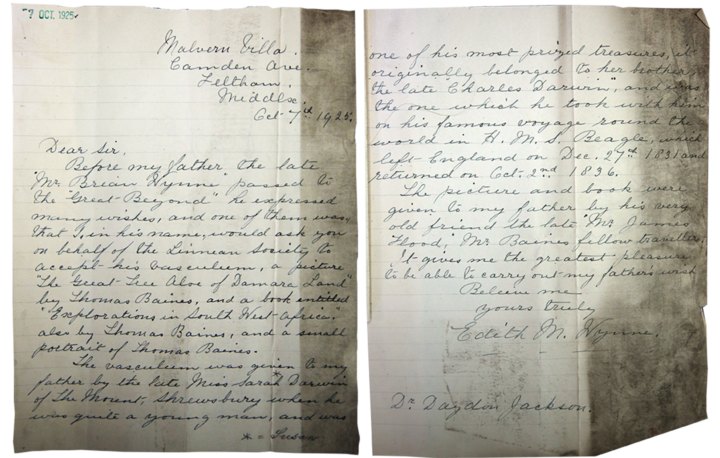 7 OCT. 1925
Malvern Villa.
Camden Ave.
Feltham.
Middlx.
Oct. 7th 1925.
Dear Sir,
Before my father the late
"Mr Brian Wynne" passed to
the "Great Beyond" he expressed
many wishes, and one of them was,
that I, in his name, would ask you
on behalf of the Linnean Society to
accept his vasculum, a picture
"The Great Tree Aloe of Damara Land"
by Thomas Baines, and a book entitled
"Explorations in South West Africa"
also by Thomas Baines, and a small
portrait of Thomas Baines.
The vasculum was given to my
father by the late Miss Sarah* Darwin
of The Mount, Shrewsbury when he
was quite a young man, and was
* = Susan
one of his most prized treasures, it
originally belonged to her brother
the late "Charles Darwin", and was
the one which he took with him
on his famous voyage round the
world in H. M. S. Beagle, which
left England on Dec. 27th 1831 and
returned on Oct. 2nd 1836.
The picture and book were
given to my father by his very
old friend the late "Mr James
Flood," Mr Baines fellow traveller.
It gives me the greatest pleasure
to be able to carry out my father's wish
Believe me
yours truly
Edith M. Wynne.
Dr. Daydon Jackson.